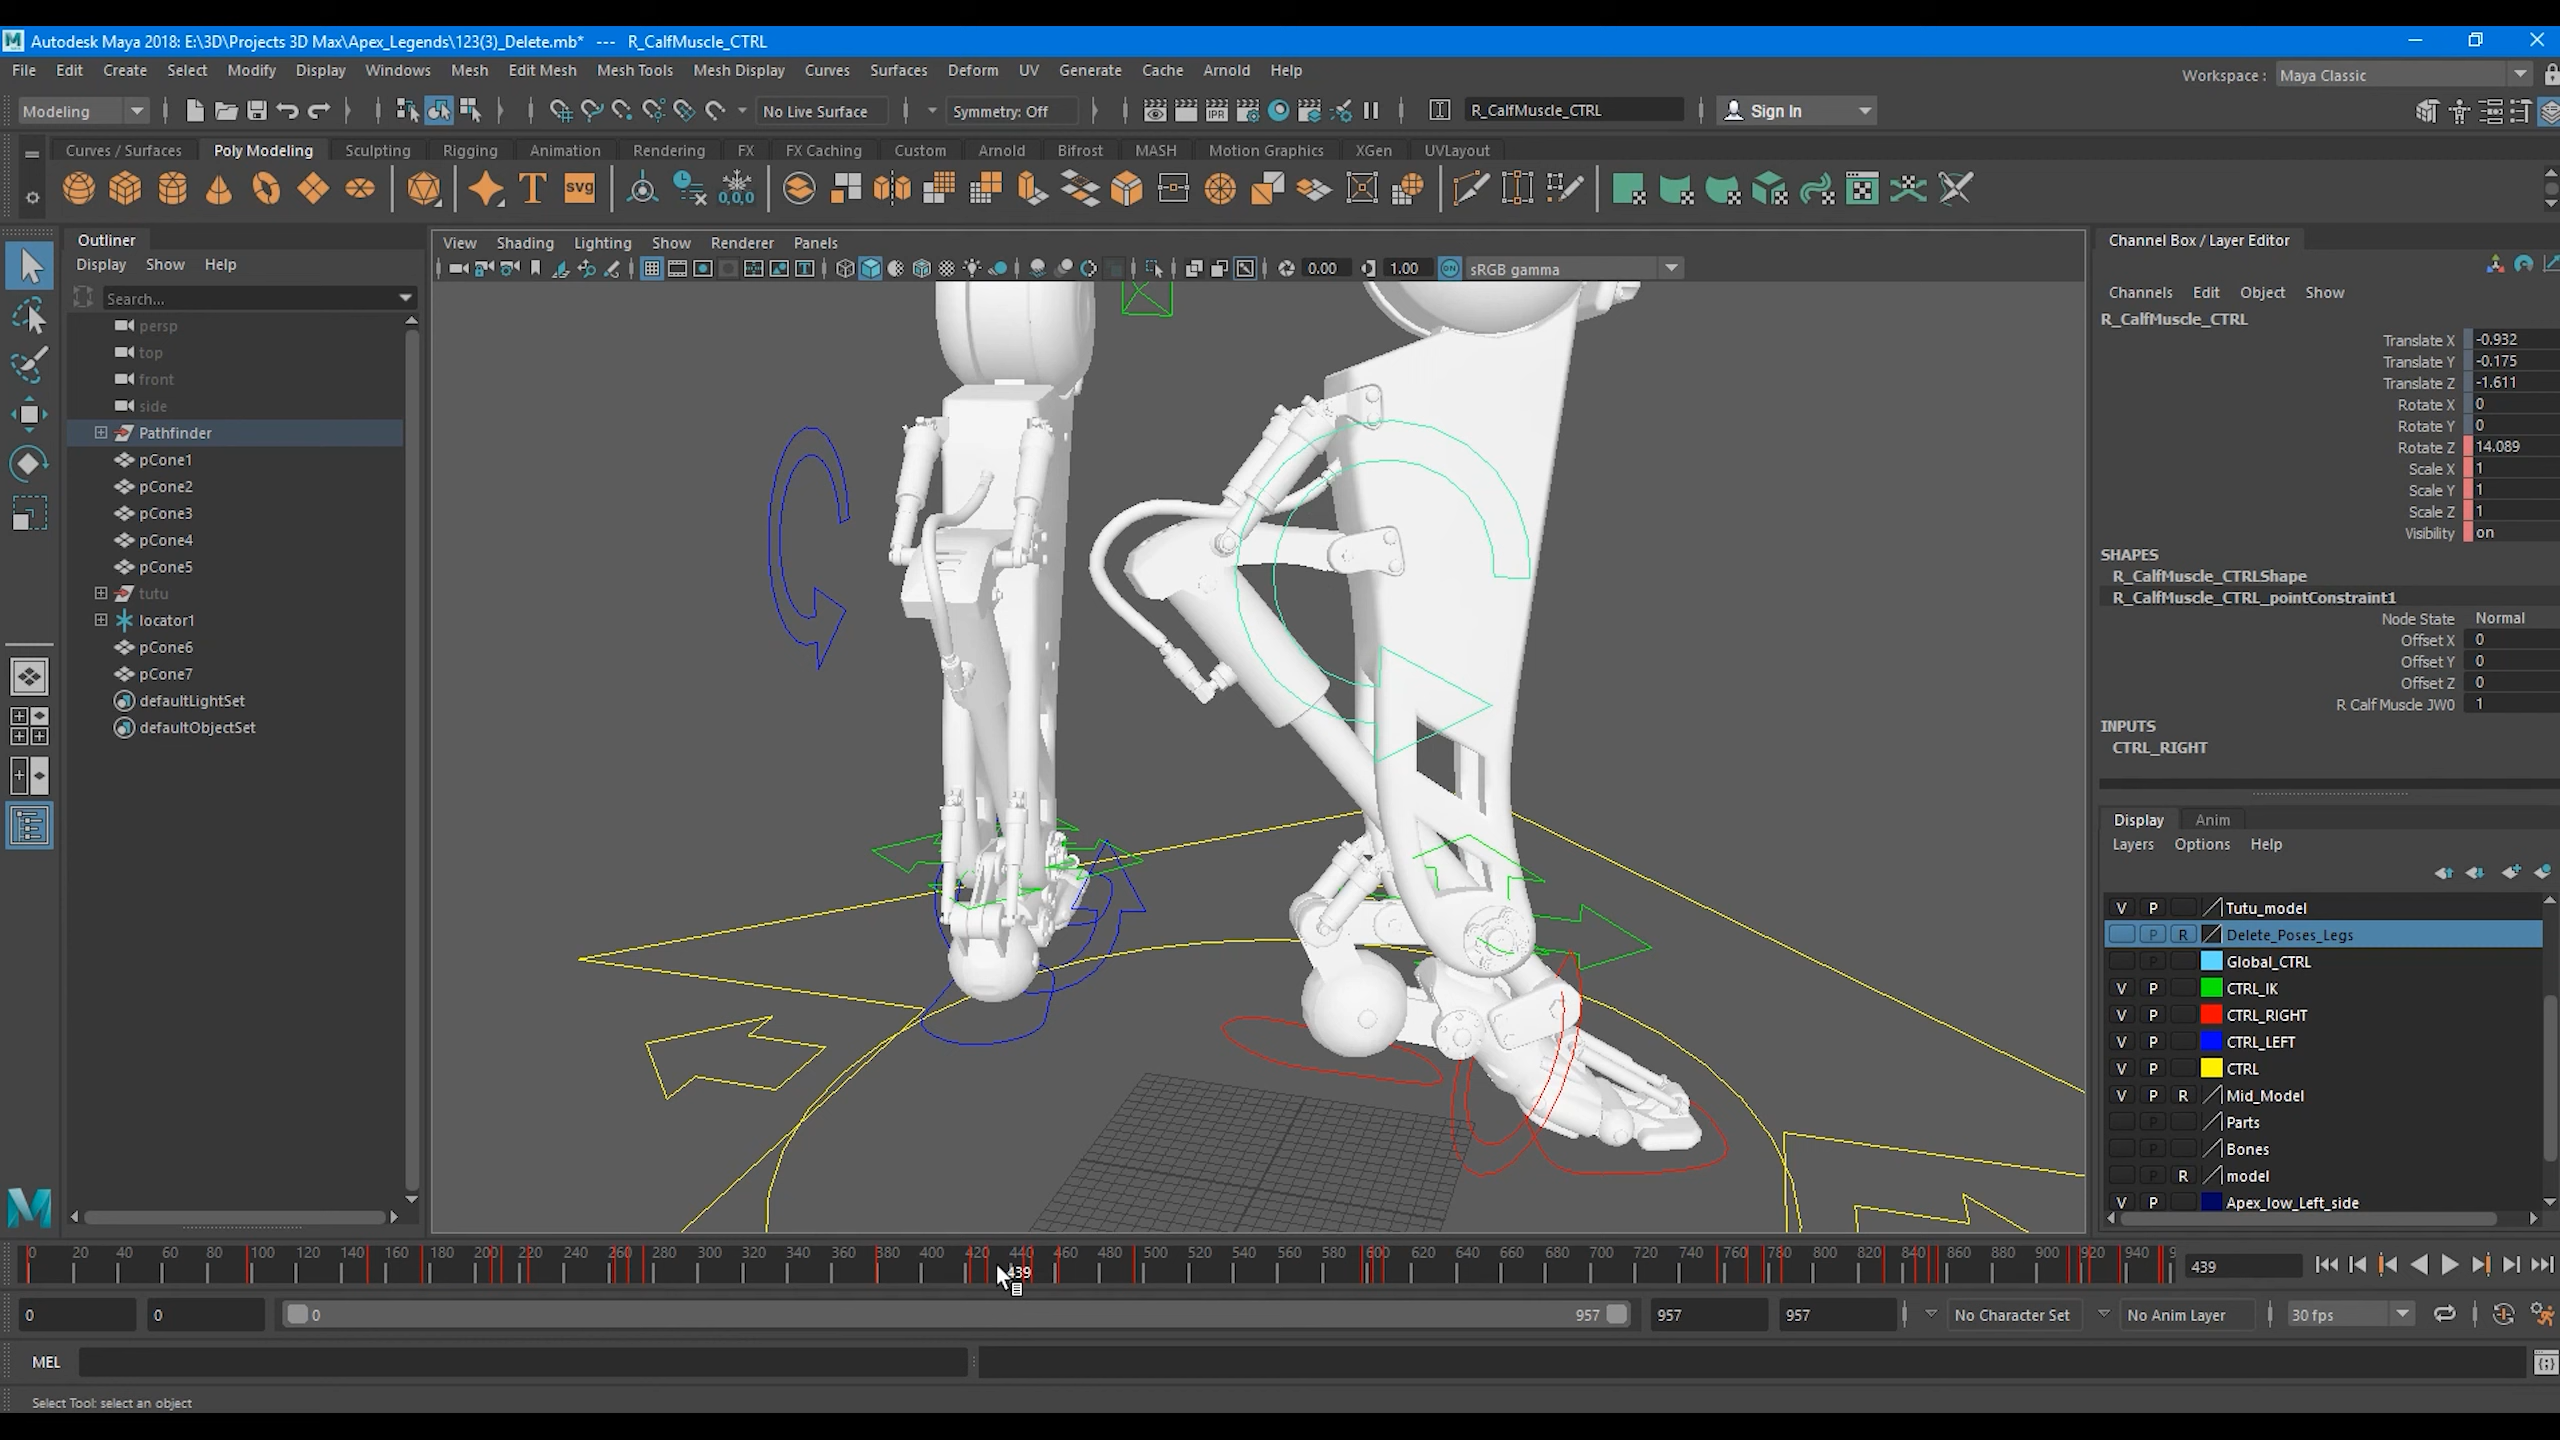 Autodesk Maya 2018: E:\3D\Projects 3D Max\Apex_Legends\123(3)_Delete.mb* --- R_CalfMuscle_CTRL
File Edit Create Select Modify Display Windows Mesh Edit Mesh Mesh Tools Mesh Display Curves Surfaces Deform UV Generate Cache Arnold Help
Workspace : Maya Classic
Modeling No Live Surface Symmetry: Off IPR R_CalfMuscle_CTRL Sign In
Curves / Surfaces Poly Modeling Sculpting Rigging Animation Rendering FX FX Caching Custom Arnold Bifrost MASH Motion Graphics XGen UVLayout
T svg 0,0,0
Outliner
Display Show Help
Search...
persp
top
front
side
Pathfinder
pCone1
pCone2
pCone3
pCone4
pCone5
tutu
locator1
pCone6
pCone7
defaultLightSet
defaultObjectSet
View Shading Lighting Show Renderer Panels
0.00 1.00 ON sRGB gamma
Channel Box / Layer Editor
Channels Edit Object Show
R_CalfMuscle_CTRL
Translate X -0.932
Translate Y -0.175
Translate Z -1.611
Rotate X 0
Rotate Y 0
Rotate Z 14.089
Scale X 1
Scale Y 1
Scale Z 1
Visibility on
SHAPES
R_CalfMuscle_CTRLShape
R_CalfMuscle_CTRL_pointConstraint1
Node State Normal
Offset X 0
Offset Y 0
Offset Z 0
R Calf Muscle JW0 1
INPUTS
CTRL_RIGHT
Display Anim
Layers Options Help
V P Tutu_model
P R Delete_Poses_Legs
P Global_CTRL
V P CTRL_IK
V P CTRL_RIGHT
V P CTRL_LEFT
V P CTRL
V P R Mid_Model
P Parts
P Bones
P R model
V P Apex_low_Left_side
0 20 40 60 80 100 120 140 160 180 200 220 240 260 280 300 320 340 360 380 400 420 440 460 480 500 520 540 560 580 600 620 640 660 680 700 720 740 760 780 800 820 840 860 880 900 920 940 9
439
439
0 0 0 957 957 957 No Character Set No Anim Layer 30 fps
MEL
Select Tool: select an object